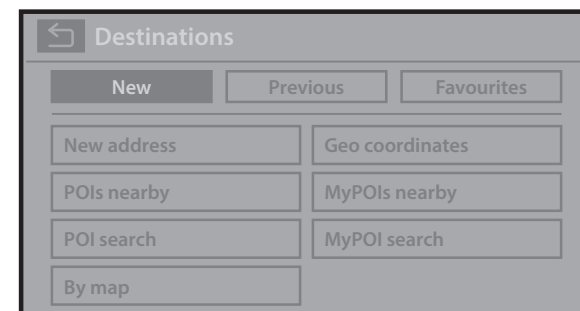 Destinations
New Previous Favourites
New address Geo coordinates
POIs nearby MyPOIs nearby
POI search MyPOI search
By map